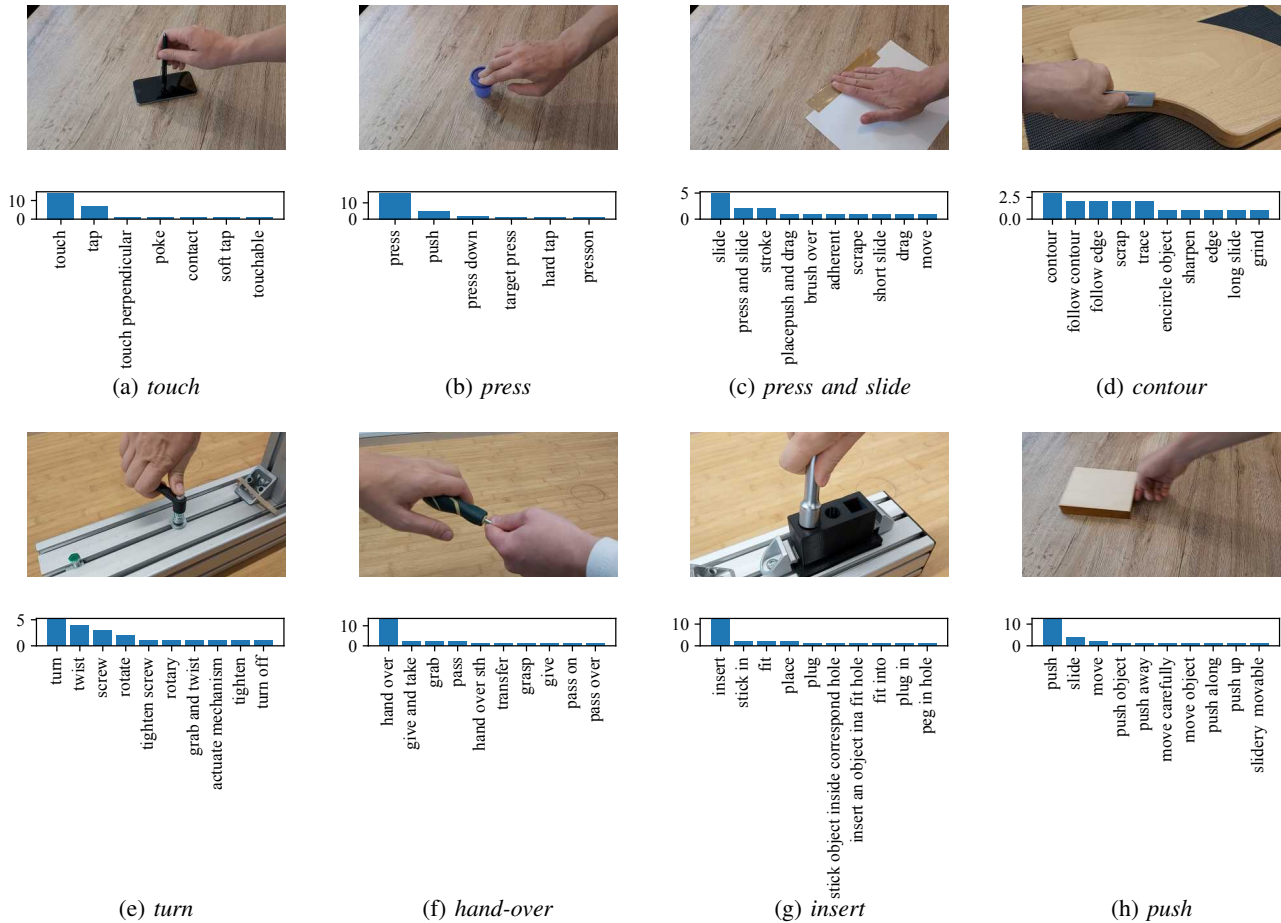 10
0
touch
tap
touch perpendicular
poke
contact
soft tap
touchable
(a) touch
10
0
press
push
press down
target press
hard tap
presson
(b) press
5
0
slide
press and slide
stroke
placepush and drag
brush over
adherent
scrape
short slide
drag
move
(c) press and slide
2.5
0.0
contour
follow contour
follow edge
scrap
trace
encircle object
sharpen
edge
long slide
grind
(d) contour
5
0
turn
twist
screw
rotate
tighten screw
rotary
grab and twist
actuate mechanism
tighten
turn off
(e) turn
10
0
hand over
give and take
grab
pass
hand over sth
transfer
grasp
give
pass on
pass over
(f) hand-over
10
0
insert
stick in
fit
place
plug
stick object inside correspond hole
insert an object ina fit hole
fit into
plug in
peg in hole
(g) insert
10
0
push
slide
move
push object
push away
move carefully
move object
push along
push up
slidery movable
(h) push